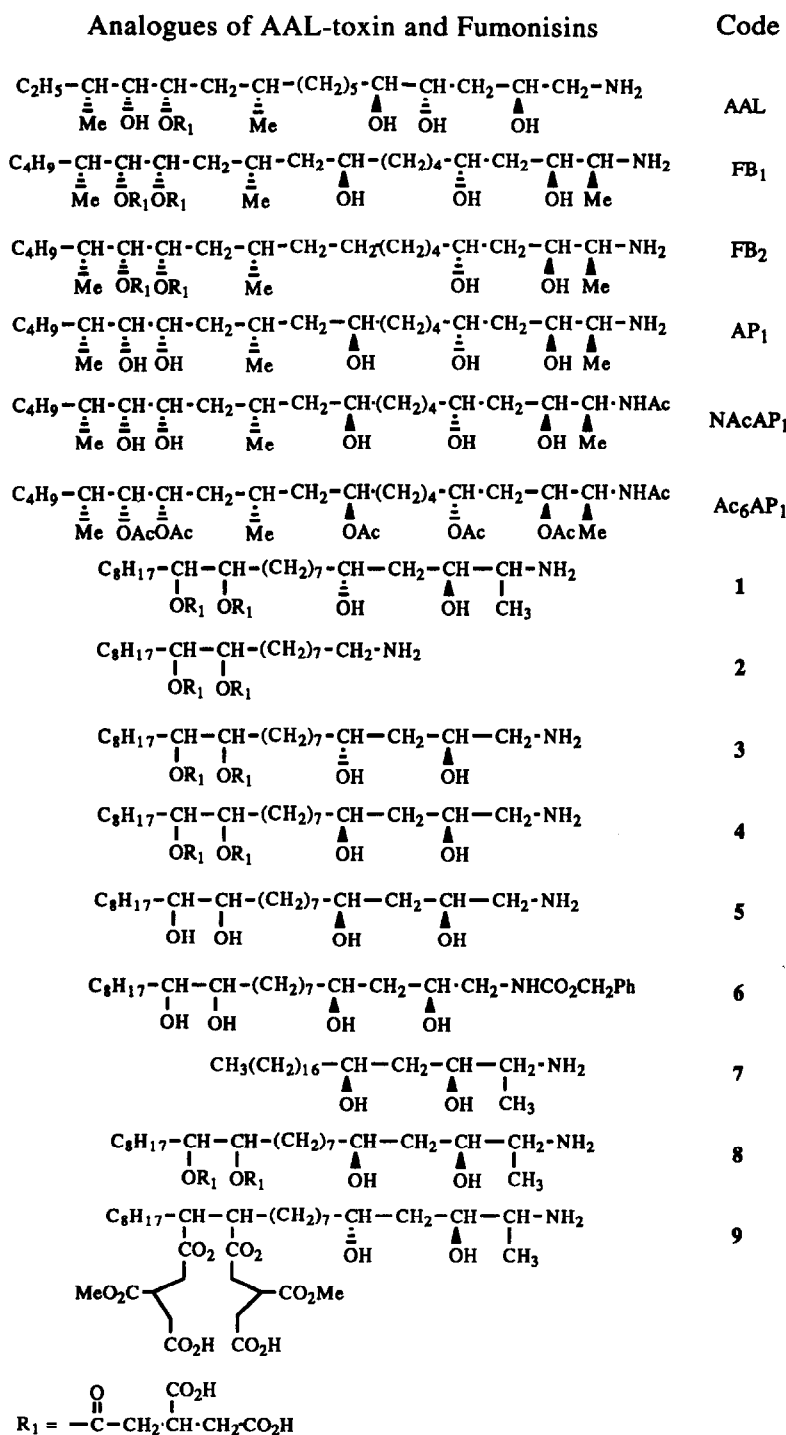 Analogues of AAL-toxin and Fumonisins Code
C2H5-CH-CH-CH-CH2-CH-(CH2)5-CH-CH-CH2-CH-CH2-NH2 AAL
Me OH OR1 Me OH OH OH
C4H9-CH-CH-CH-CH2-CH-CH2-CH-(CH2)4-CH-CH2-CH-CH-NH2 FB1
Me OR1 OR1 Me OH OH OH Me
C4H9-CH-CH-CH-CH2-CH-CH2-CH2(CH2)4-CH-CH2-CH-CH-NH2 FB2
Me OR1 OR1 Me OH OH Me
C4H9-CH-CH-CH-CH2-CH-CH2-CH-(CH2)4-CH-CH2-CH-CH-NH2 AP1
Me OH OH Me OH OH OH Me
C4H9-CH-CH-CH-CH2-CH-CH2-CH-(CH2)4-CH-CH2-CH-CH-NHAc NAcAP1
Me OH OH Me OH OH OH Me
C4H9-CH-CH-CH-CH2-CH-CH2-CH-(CH2)4-CH-CH2-CH-CH-NHAc Ac6AP1
Me OAc OAc Me OAc OAc OAc Me
C8H17-CH-CH-(CH2)7-CH-CH2-CH-CH-NH2 1
OR1 OR1 OH OH CH3
C8H17-CH-CH-(CH2)7-CH2-NH2 2
OR1 OR1
C8H17-CH-CH-(CH2)7-CH-CH2-CH-CH2-NH2 3
OR1 OR1 OH OH
C8H17-CH-CH-(CH2)7-CH-CH2-CH-CH2-NH2 4
OR1 OR1 OH OH
C8H17-CH-CH-(CH2)7-CH-CH2-CH-CH2-NH2 5
OH OH OH OH
C8H17-CH-CH-(CH2)7-CH-CH2-CH-CH2-NHCO2CH2Ph 6
OH OH OH OH
CH3(CH2)16-CH-CH2-CH-CH2-NH2 7
OH OH CH3
C8H17-CH-CH-(CH2)7-CH-CH2-CH-CH2-NH2 8
OR1 OR1 OH OH CH3
C8H17-CH-CH-(CH2)7-CH-CH2-CH-CH-NH2 9
CO2 CO2 OH OH CH3
MeO2C CO2Me
CO2H CO2H
O CO2H
R1 = -C-CH2-CH-CH2-CO2H